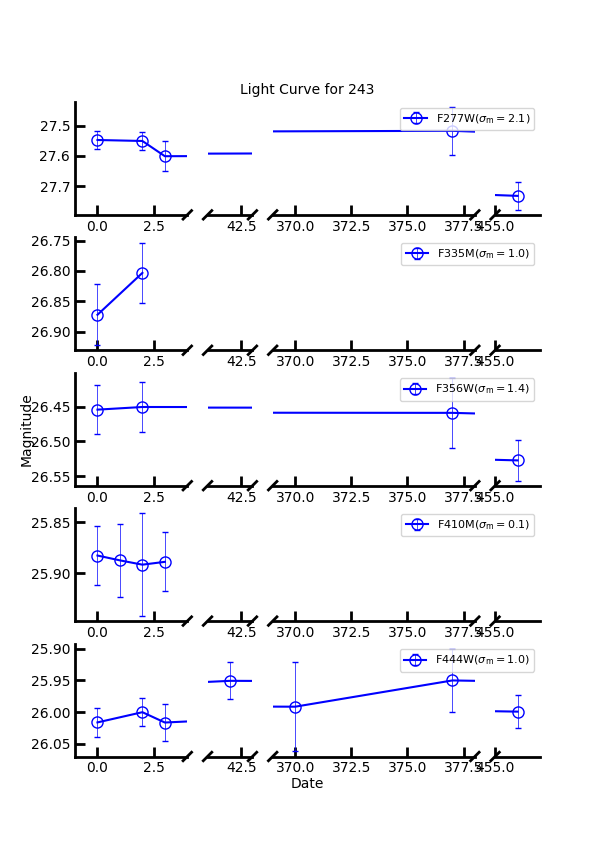 Light Curve for 243
F277W(σm = 2.1)
27.5
27.6
27.7
0.0 2.5 42.5 370.0 372.5 375.0 377.5 455.0
F335M(σm = 1.0)
26.75
26.80
26.85
26.90
0.0 2.5 42.5 370.0 372.5 375.0 377.5 455.0
F356W(σm = 1.4)
26.45
26.50
26.55
0.0 2.5 42.5 370.0 372.5 375.0 377.5 455.0
Magnitude
F410M(σm = 0.1)
25.85
25.90
0.0 2.5 42.5 370.0 372.5 375.0 377.5 455.0
F444W(σm = 1.0)
25.90
25.95
26.00
26.05
0.0 2.5 42.5 370.0 372.5 375.0 377.5 455.0
Date